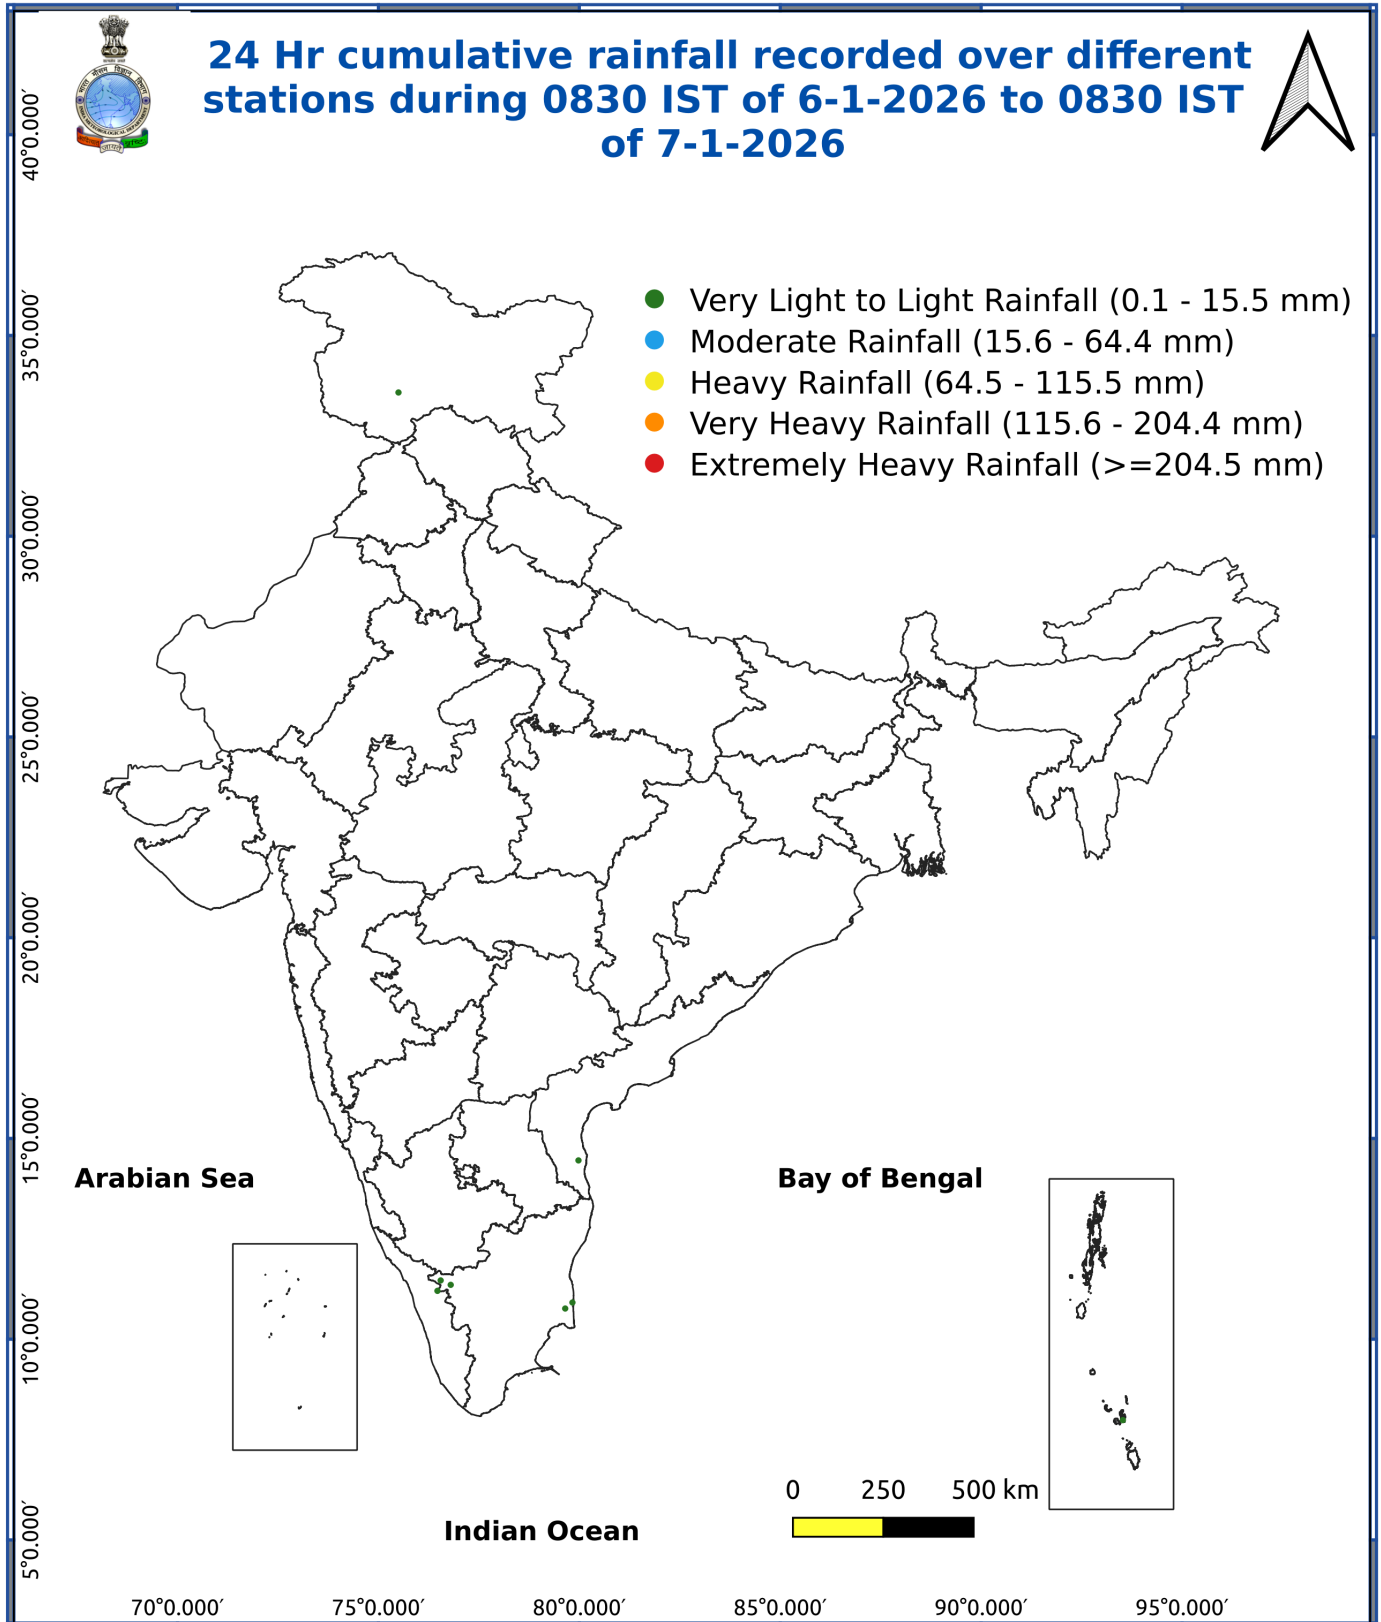 24 Hr cumulative rainfall recorded over different
stations during 0830 IST of 6-1-2026 to 0830 IST
of 7-1-2026
Very Light to Light Rainfall (0.1 - 15.5 mm)
Moderate Rainfall (15.6 - 64.4 mm)
Heavy Rainfall (64.5 - 115.5 mm)
Very Heavy Rainfall (115.6 - 204.4 mm)
Extremely Heavy Rainfall (>=204.5 mm)
40°0.000′
35°0.000′
30°0.000′
25°0.000′
20°0.000′
15°0.000′
10°0.000′
5°0.000′
Arabian Sea
Bay of Bengal
0 250 500 km
Indian Ocean
70°0.000′ 75°0.000′ 80°0.000′ 85°0.000′ 90°0.000′ 95°0.000′